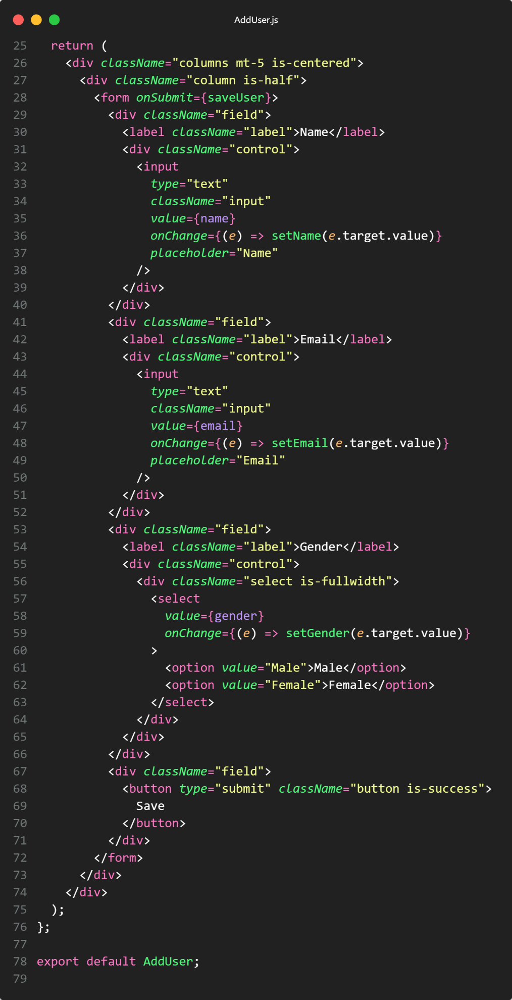 AddUser.js
25   return (
26     <div className="columns mt-5 is-centered">
27       <div className="column is-half">
28         <form onSubmit={saveUser}>
29           <div className="field">
30             <label className="label">Name</label>
31             <div className="control">
32               <input
33                 type="text"
34                 className="input"
35                 value={name}
36                 onChange={(e) => setName(e.target.value)}
37                 placeholder="Name"
38               />
39             </div>
40           </div>
41           <div className="field">
42             <label className="label">Email</label>
43             <div className="control">
44               <input
45                 type="text"
46                 className="input"
47                 value={email}
48                 onChange={(e) => setEmail(e.target.value)}
49                 placeholder="Email"
50               />
51             </div>
52           </div>
53           <div className="field">
54             <label className="label">Gender</label>
55             <div className="control">
56               <div className="select is-fullwidth">
57                 <select
58                   value={gender}
59                   onChange={(e) => setGender(e.target.value)}
60                 >
61                   <option value="Male">Male</option>
62                   <option value="Female">Female</option>
63                 </select>
64               </div>
65             </div>
66           </div>
67           <div className="field">
68             <button type="submit" className="button is-success">
69               Save
70             </button>
71           </div>
72         </form>
73       </div>
74     </div>
75   );
76 };
77
78 export default AddUser;
79